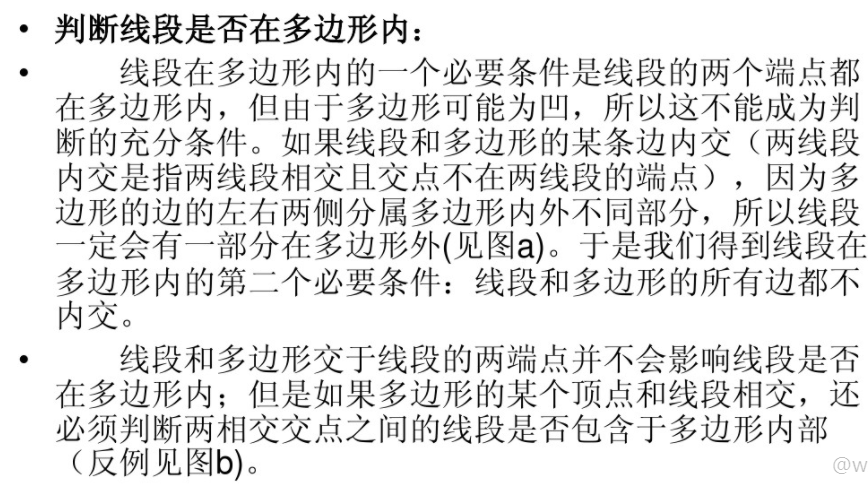 • 判断线段是否在多边形内：
• 线段在多边形内的一个必要条件是线段的两个端点都
在多边形内，但由于多边形可能为凹，所以这不能成为判
断的充分条件。如果线段和多边形的某条边内交（两线段
内交是指两线段相交且交点不在两线段的端点），因为多
边形的边的左右两侧分属多边形内外不同部分，所以线段
一定会有一部分在多边形外(见图a)。于是我们得到线段在
多边形内的第二个必要条件：线段和多边形的所有边都不
内交。
• 线段和多边形交于线段的两端点并不会影响线段是否
在多边形内；但是如果多边形的某个顶点和线段相交，还
必须判断两相交交点之间的线段是否包含于多边形内部
（反例见图b)。
@w